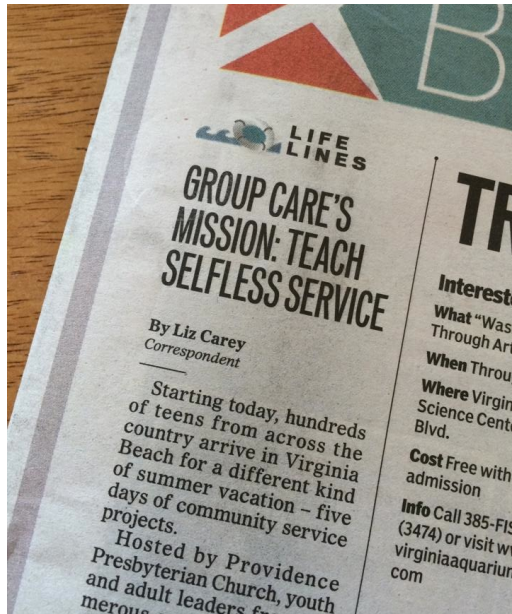 B
LIFE
LINES
GROUP CARE'S
MISSION: TEACH
SELFLESS SERVICE
By Liz Carey
Correspondent
Starting today, hundreds
of teens from across the
country arrive in Virginia
Beach for a different kind
of summer vacation – five
days of community service
projects.
Hosted by Providence
Presbyterian Church, youth
and adult leaders
What "Was
Through Art
When
Where
Science
Blvd.
Cost Free with
admission
Info Call 385-FIS
(3474) or visit
virginiaaquarium
com